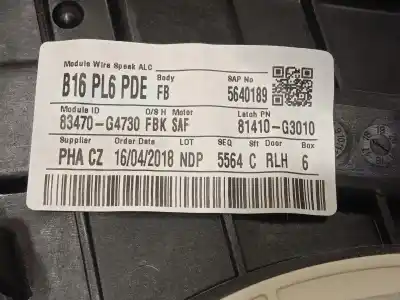 Module Wire Speak ALC Body SAP No
B16 PL6 PDE FB 5640189
Module ID O/S H Motor Latch PN
83470-G4730 FBK SAF 81410-G3010
Supplier Order Date LOT SEQ Sft Door Box
PHA CZ 16/04/2018 NDP 5564 C RLH 6